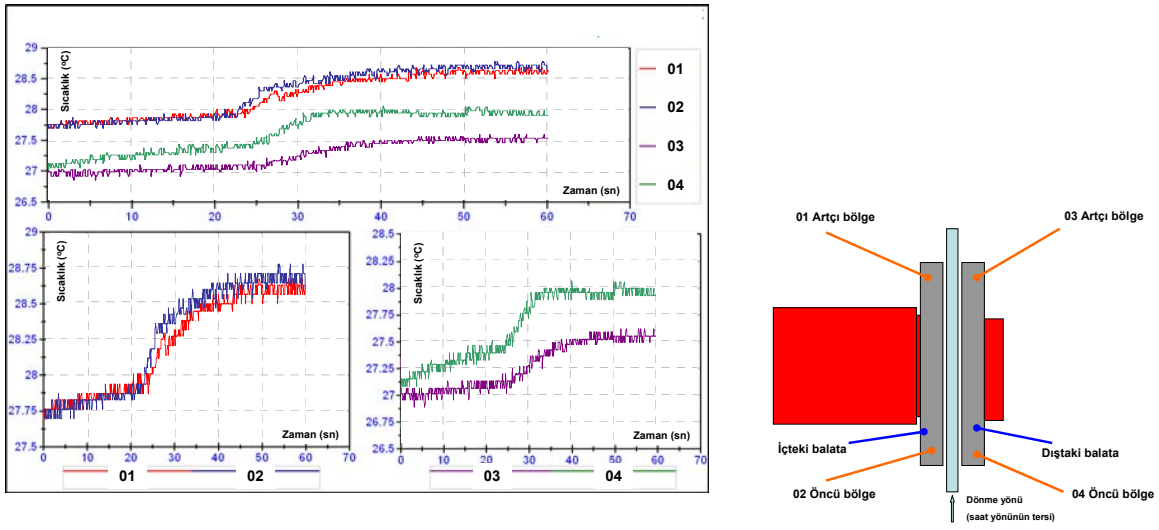 29
28.5
28
27.5
27
26.5
Sıcaklık (ºC)
Zaman (sn)
0 10 20 30 40 50 60 70
01
02
03
04
29
28.75
28.5
28.25
28
27.75
27.5
Sıcaklık (ºC)
Zaman (sn)
0 10 20 30 40 50 60 70
01 02
28.5
28.25
28
27.75
27.5
27.25
27
26.75
26.5
Sıcaklık (ºC)
Zaman (sn)
0 10 20 30 40 50 60 70
03 04
01 Artçı bölge
03 Artçı bölge
İçteki balata
Dıştaki balata
02 Öncü bölge
04 Öncü bölge
Dönme yönü
(saat yönünün tersi)